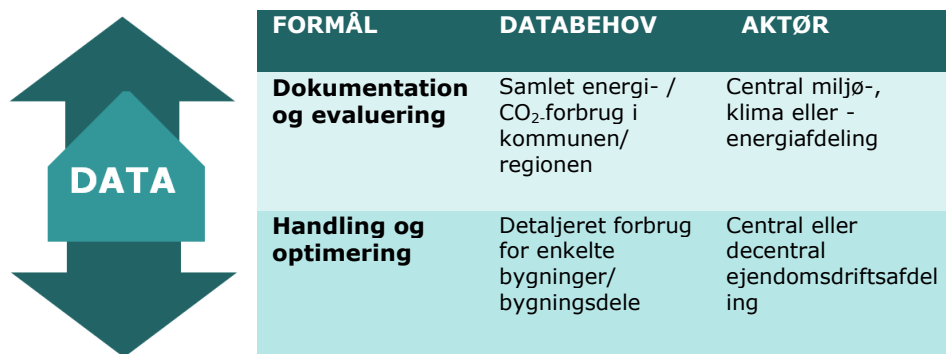 FORMÅL DATABEHOV AKTØR
DATA
Dokumentation
og evaluering
Samlet energi- /
CO₂-forbrug i
kommunen/
regionen
Central miljø-,
klima eller -
energiafdeling
Handling og
optimering
Detaljeret forbrug
for enkelte
bygninger/
bygningsdele
Central eller
decentral
ejendomsdriftsafdel
ing